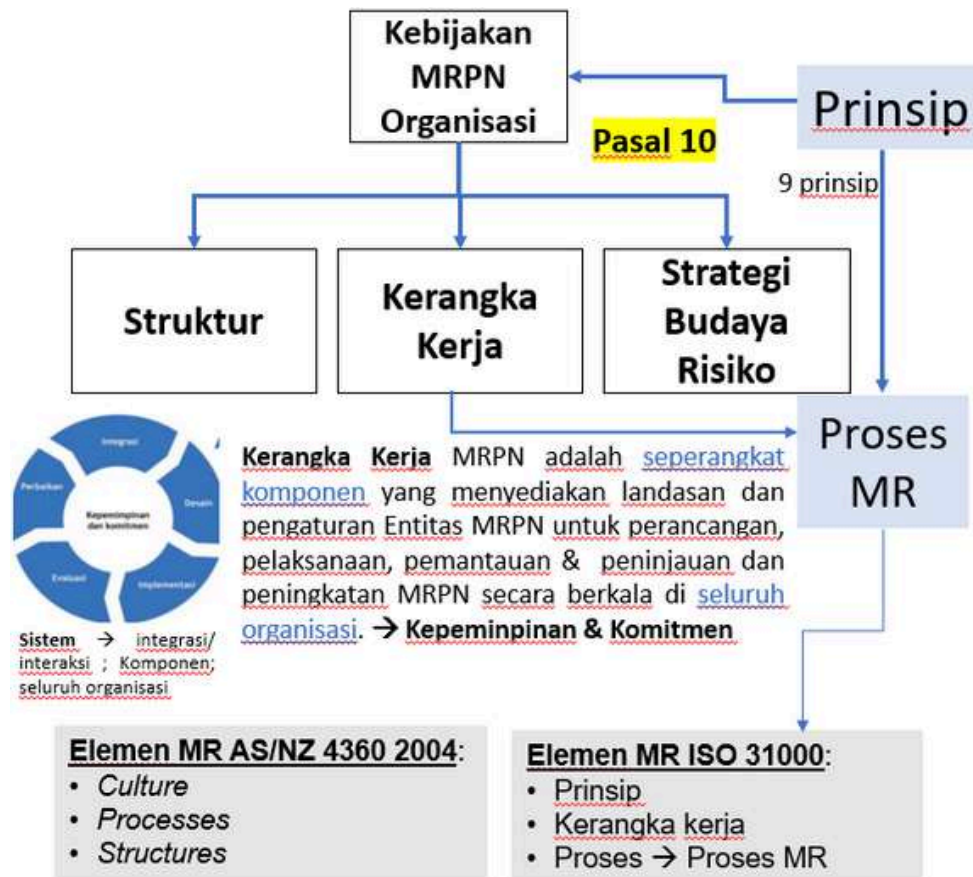 Kebijakan
MRPN
Organisasi
Prinsip
Pasal 10
9 prinsip
Struktur
Kerangka
Kerja
Strategi
Budaya
Risiko
Proses
MR
Integrasi
Desain
Implementasi
Evaluasi
Perbaikan
Kepemimpinan
dan komitmen
Kerangka Kerja MRPN adalah seperangkat
komponen yang menyediakan landasan dan
pengaturan Entitas MRPN untuk perancangan,
pelaksanaan, pemantauan & peninjauan dan
peningkatan MRPN secara berkala di seluruh
organisasi. → Kepeminpinan & Komitmen
Sistem → integrasi/
interaksi ; Komponen;
seluruh organisasi
Elemen MR AS/NZ 4360 2004:
• Culture
• Processes
• Structures
Elemen MR ISO 31000:
• Prinsip
• Kerangka kerja
• Proses → Proses MR